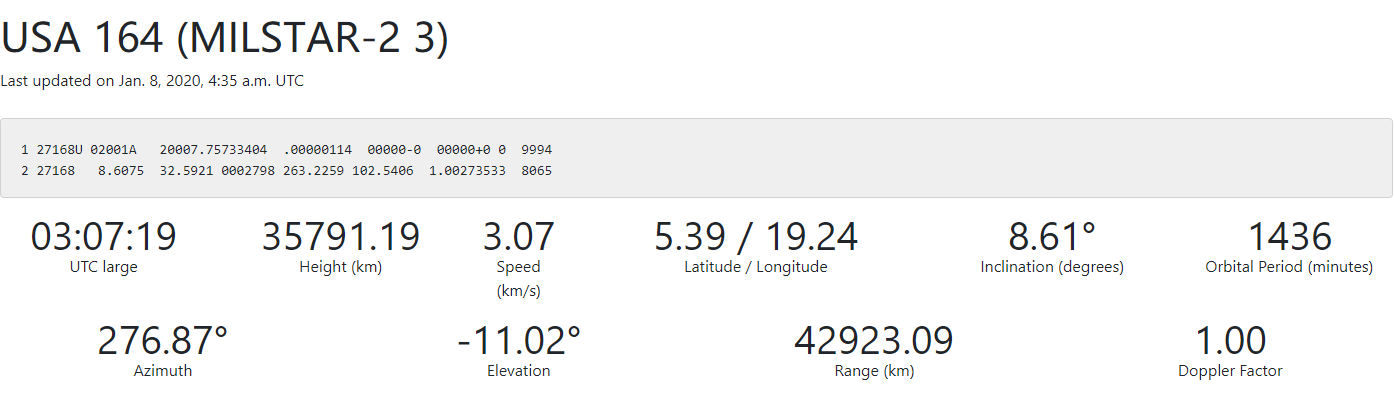 USA 164 (MILSTAR-2 3)
Last updated on Jan. 8, 2020, 4:35 a.m. UTC
1 27168U 02001A   20007.75733404  .00000114  00000-0  00000+0 0  9994
2 27168   8.6075  32.5921 0002798 263.2259 102.5406  1.00273533  8065
03:07:19 35791.19 3.07 5.39 / 19.24 8.61° 1436
UTC large Height (km) Speed Latitude / Longitude Inclination (degrees) Orbital Period (minutes)
(km/s)
276.87° -11.02° 42923.09 1.00
Azimuth Elevation Range (km) Doppler Factor